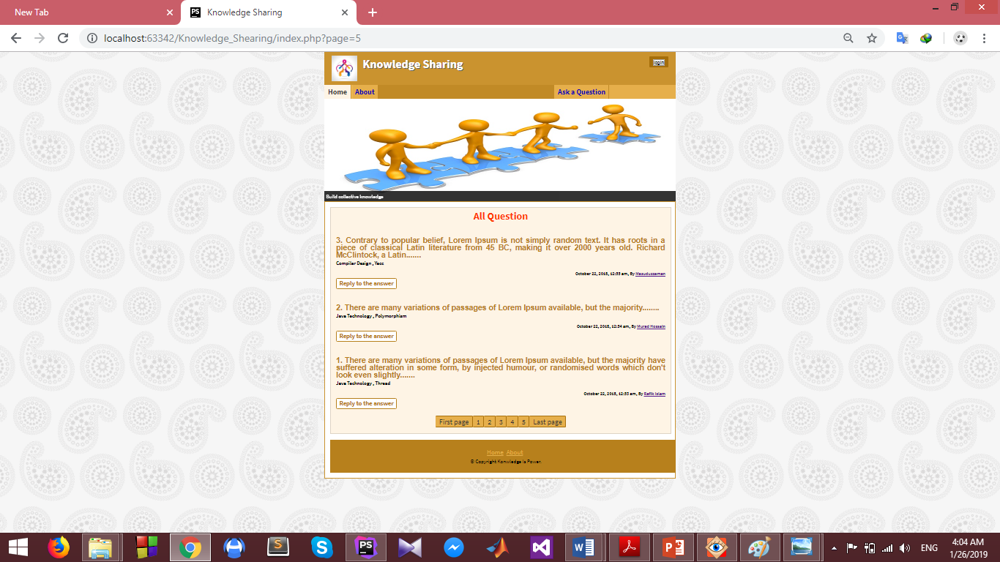 New Tab
PS Knowledge Sharing
localhost:63342/Knowledge_Shearing/index.php?page=5
Knowledge Sharing
login
Home About Ask a Question
Build collective knowledge
All Question
3. Contrary to popular belief, Lorem Ipsum is not simply random text. It has roots in a
piece of classical Latin literature from 45 BC, making it over 2000 years old. Richard
McClintock, a Latin.......
Compiler Design , Yacc
October 22, 2018, 12:55 am, By Masuduzzaman
Reply to the answer
2. There are many variations of passages of Lorem Ipsum available, but the majority........
Java Technology , Polymorphism
October 22, 2018, 12:54 am, By Murad Hossain
Reply to the answer
1. There are many variations of passages of Lorem Ipsum available, but the majority have
suffered alteration in some form, by injected humour, or randomised words which don't
look even slightly.......
Java Technology , Thread
October 22, 2018, 12:53 am, By Rafik Islam
Reply to the answer
First page 1 2 3 4 5 Last page
Home About
© Copyright Konwledge is Power.
ENG
4:04 AM
1/26/2019